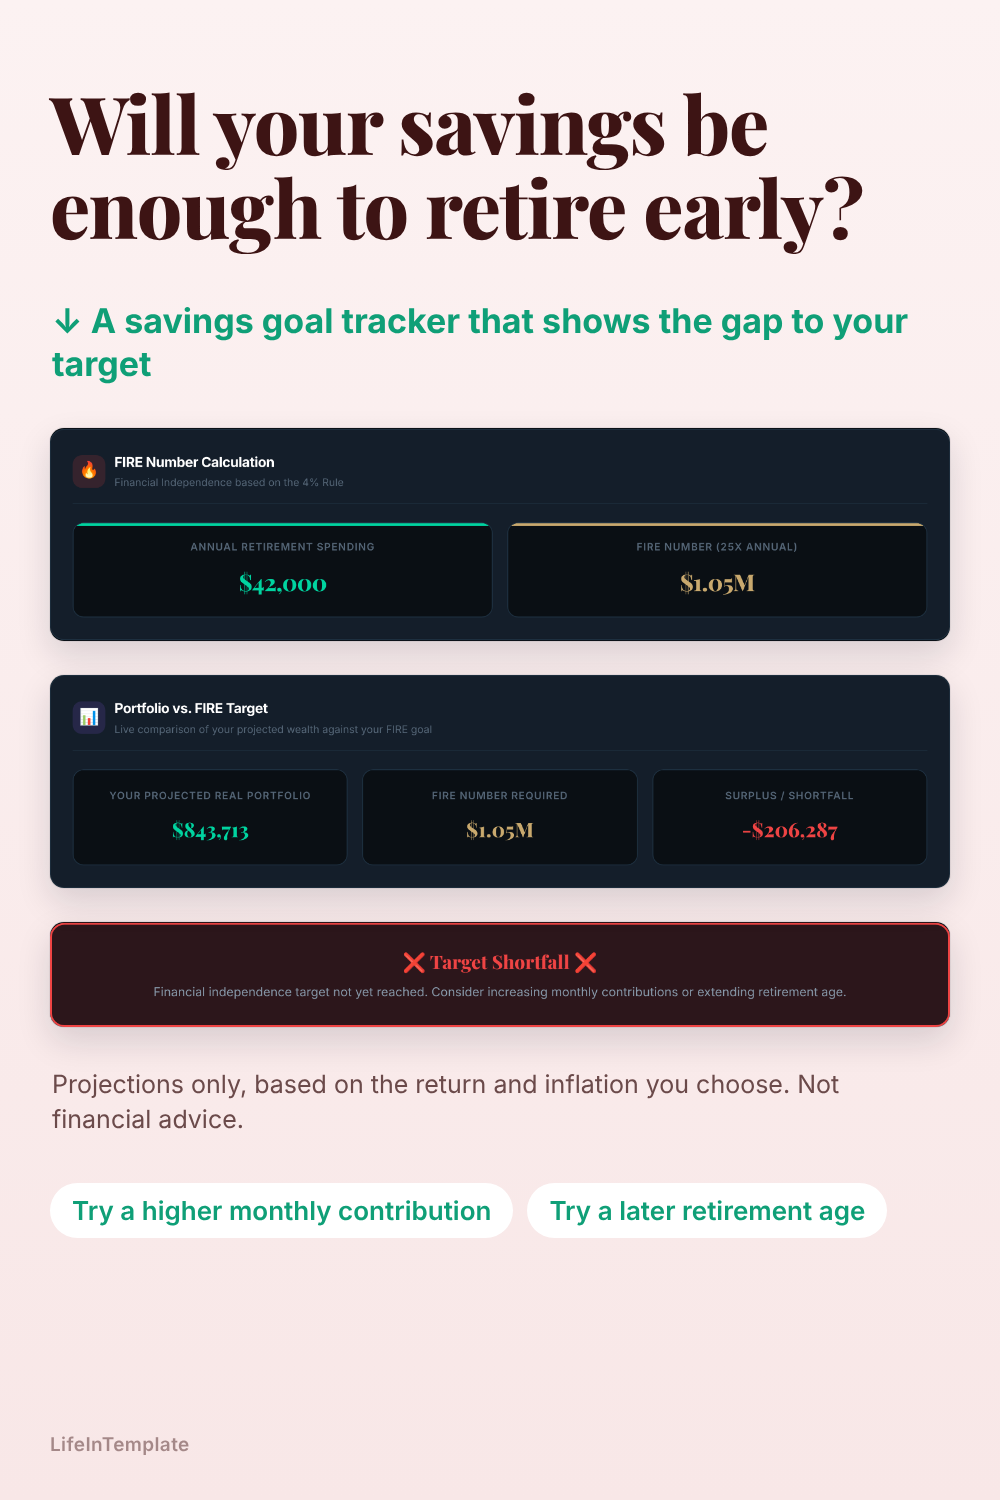 Will your savings be
enough to retire early?
↓ A savings goal tracker that shows the gap to your
target
🔥 FIRE Number Calculation
Financial Independence based on the 4% Rule
ANNUAL RETIREMENT SPENDING
$42,000
FIRE NUMBER (25X ANNUAL)
$1.05M
📊 Portfolio vs. FIRE Target
Live comparison of your projected wealth against your FIRE goal
YOUR PROJECTED REAL PORTFOLIO
$843,713
FIRE NUMBER REQUIRED
$1.05M
SURPLUS / SHORTFALL
-$206,287
❌ Target Shortfall ❌
Financial independence target not yet reached. Consider increasing monthly contributions or extending retirement age.
Projections only, based on the return and inflation you choose. Not
financial advice.
Try a higher monthly contribution
Try a later retirement age
LifeInTemplate